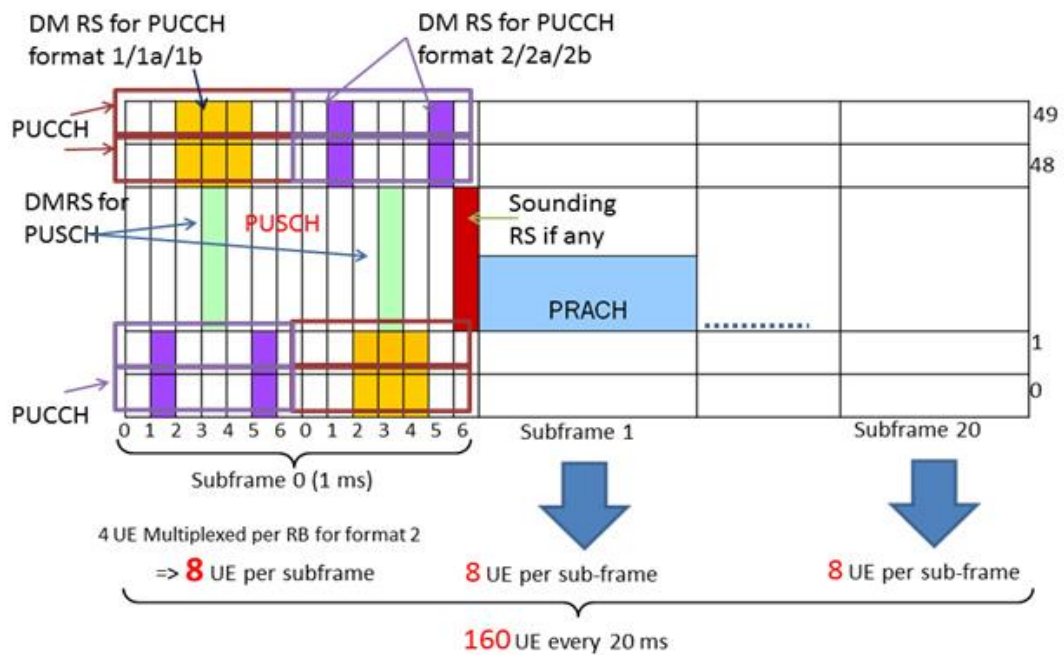 DM RS for PUCCH
format 1/1a/1b
DM RS for PUCCH
format 2/2a/2b
PUCCH
49
48
DMRS for
PUSCH
PUSCH
Sounding
RS if any
PRACH
1
0
PUCCH
0 1 2 3 4 5 6 0 1 2 3 4 5 6
Subframe 1
Subframe 20
Subframe 0 (1 ms)
4 UE Multiplexed per RB for format 2
=> 8 UE per subframe
8 UE per sub-frame
8 UE per sub-frame
160 UE every 20 ms